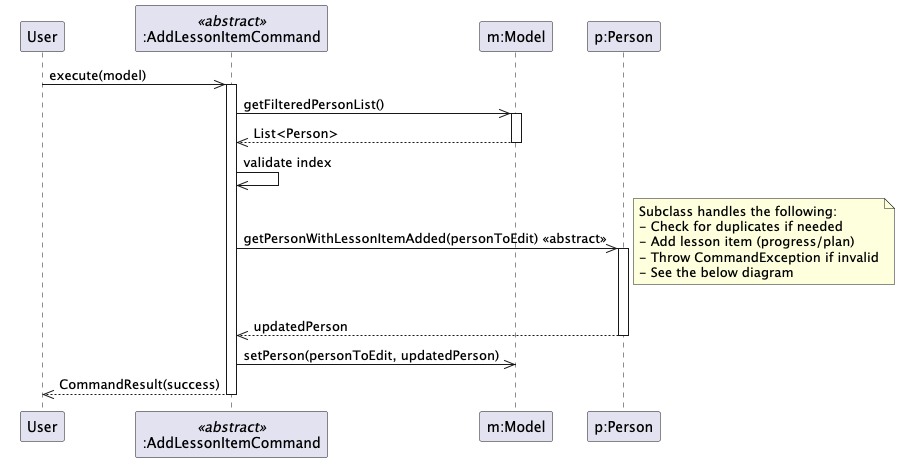 «abstract»
User
:AddLessonItemCommand
m:Model
p:Person
execute(model)
getFilteredPersonList()
List<Person>
validate index
Subclass handles the following:
- Check for duplicates if needed
- Add lesson item (progress/plan)
- Throw CommandException if invalid
- See the below diagram
getPersonWithLessonItemAdded(personToEdit) «abstract»
updatedPerson
setPerson(personToEdit, updatedPerson)
CommandResult(success)
«abstract»
User
:AddLessonItemCommand
m:Model
p:Person